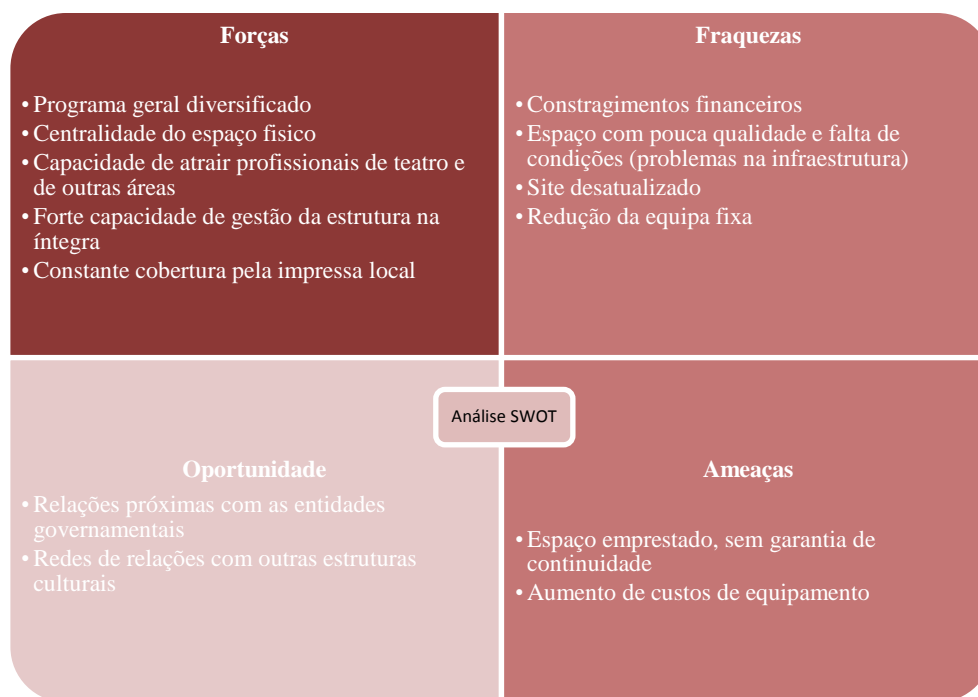 Forças
• Programa geral diversificado
• Centralidade do espaço fisico
• Capacidade de atrair profissionais de teatro e
de outras áreas
• Forte capacidade de gestão da estrutura na
íntegra
• Constante cobertura pela impressa local
Fraquezas
• Constragimentos financeiros
• Espaço com pouca qualidade e falta de
condições (problemas na infraestrutura)
• Site desatualizado
• Redução da equipa fixa
Análise SWOT
Oportunidade
• Relações próximas com as entidades
governamentais
• Redes de relações com outras estruturas
culturais
Ameaças
• Espaço emprestado, sem garantia de
continuidade
• Aumento de custos de equipamento